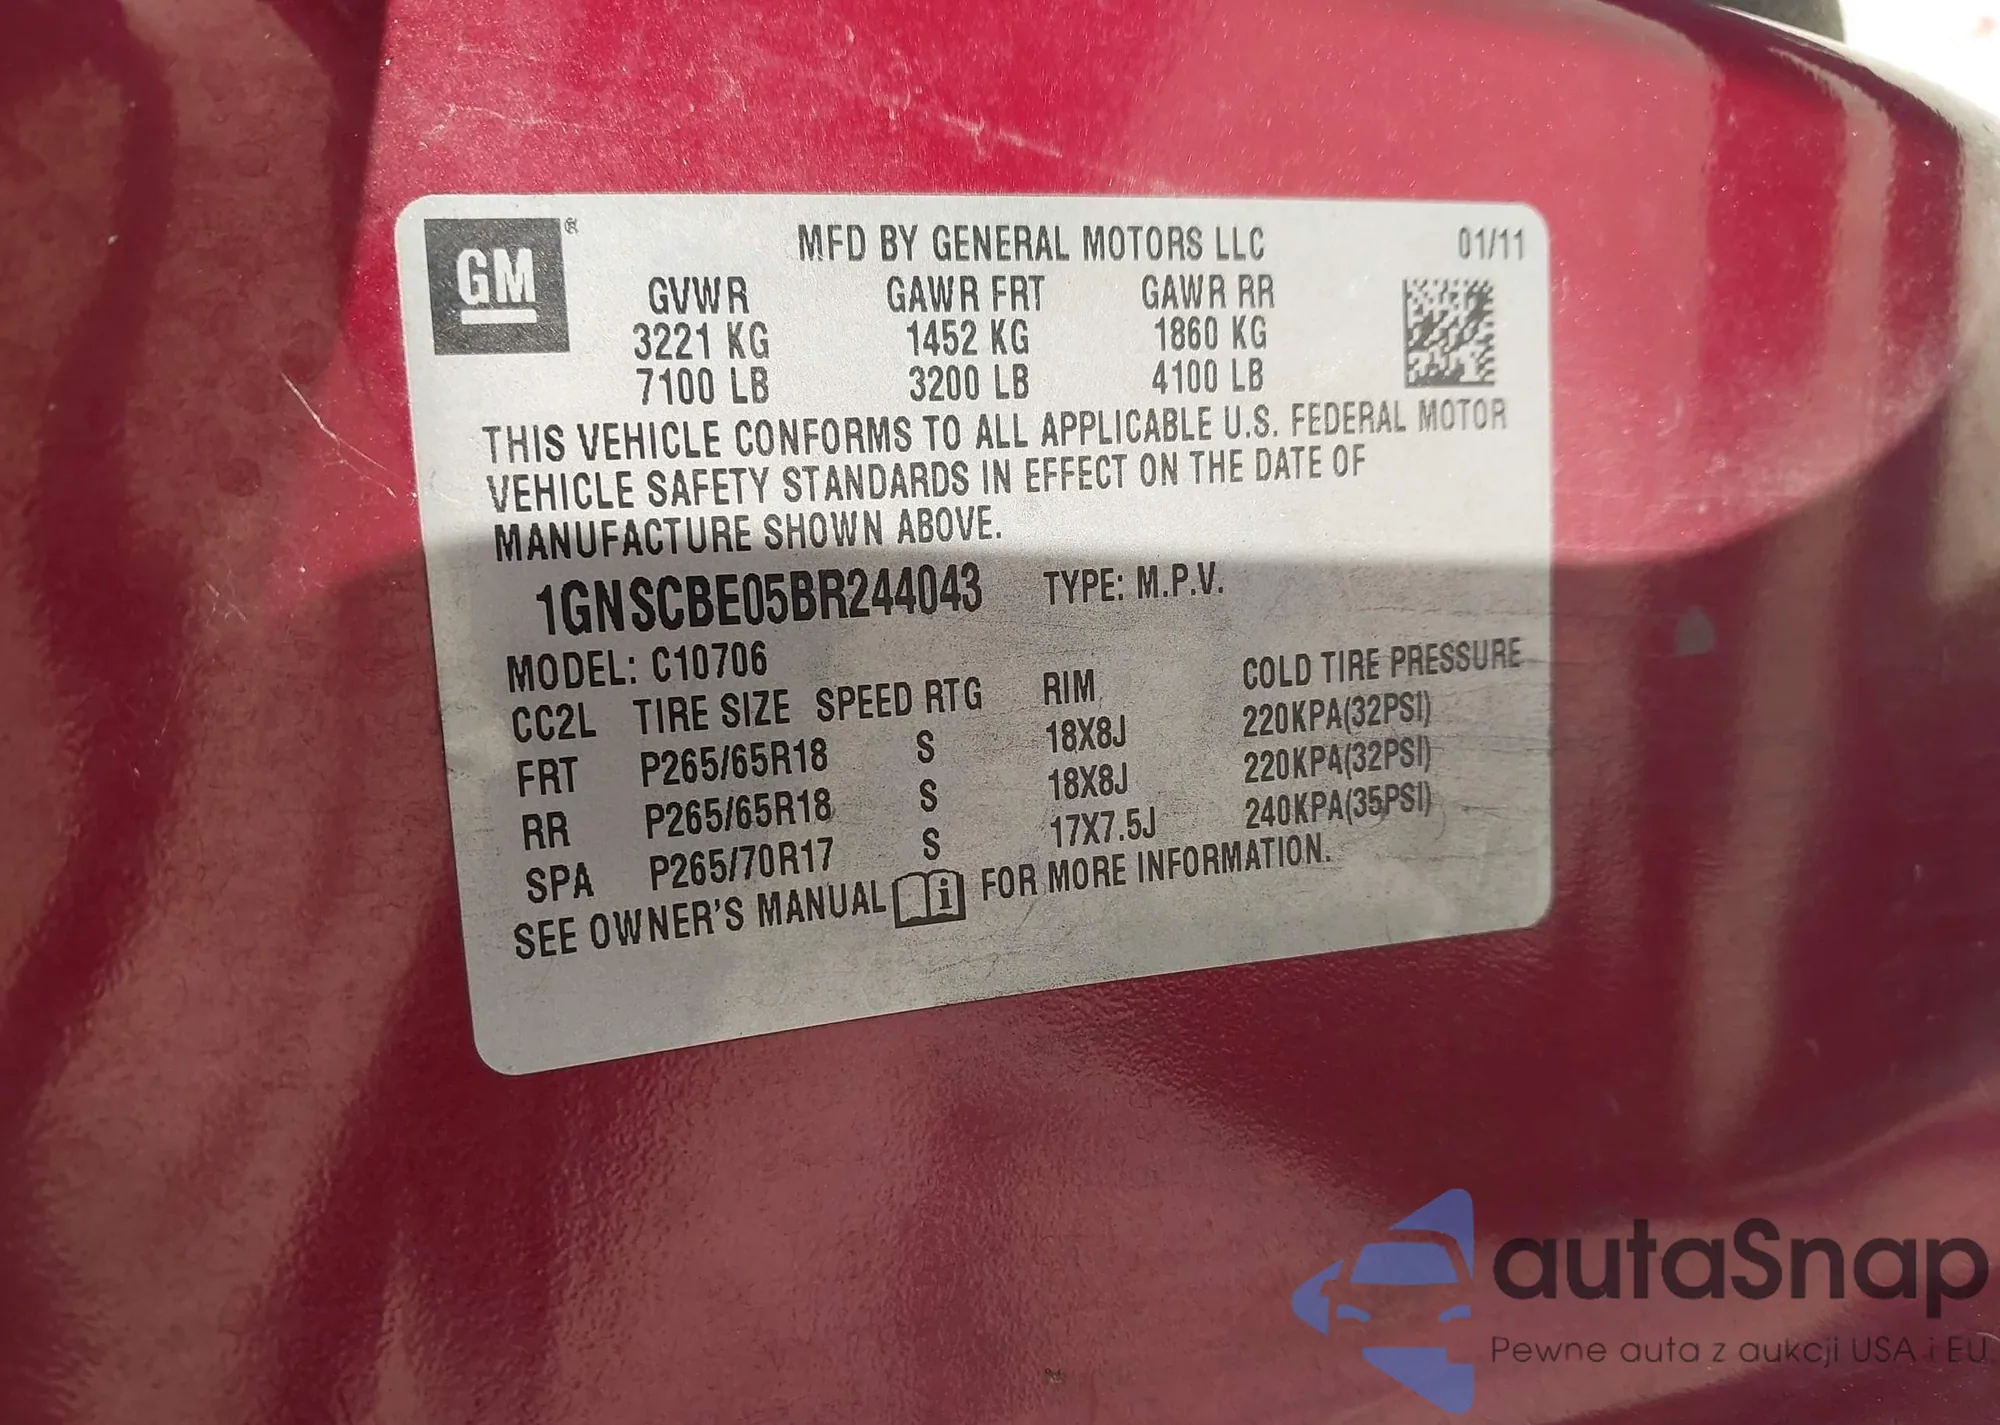 GM ® MFD BY GENERAL MOTORS LLC 01/11
GVWR GAWR FRT GAWR RR
3221 KG 1452 KG 1860 KG
7100 LB 3200 LB 4100 LB
THIS VEHICLE CONFORMS TO ALL APPLICABLE U.S. FEDERAL MOTOR
VEHICLE SAFETY STANDARDS IN EFFECT ON THE DATE OF
MANUFACTURE SHOWN ABOVE.
1GNSCBE05BR244043 TYPE: M.P.V.
MODEL: C10706
CC2L TIRE SIZE SPEED RTG RIM COLD TIRE PRESSURE
FRT P265/65R18 S 18X8J 220KPA(32PSI)
RR P265/65R18 S 18X8J 220KPA(32PSI)
SPA P265/70R17 S 17X7.5J 240KPA(35PSI)
SEE OWNER'S MANUAL FOR MORE INFORMATION.
autaSnap
Pewne auta z aukcji USA i EU